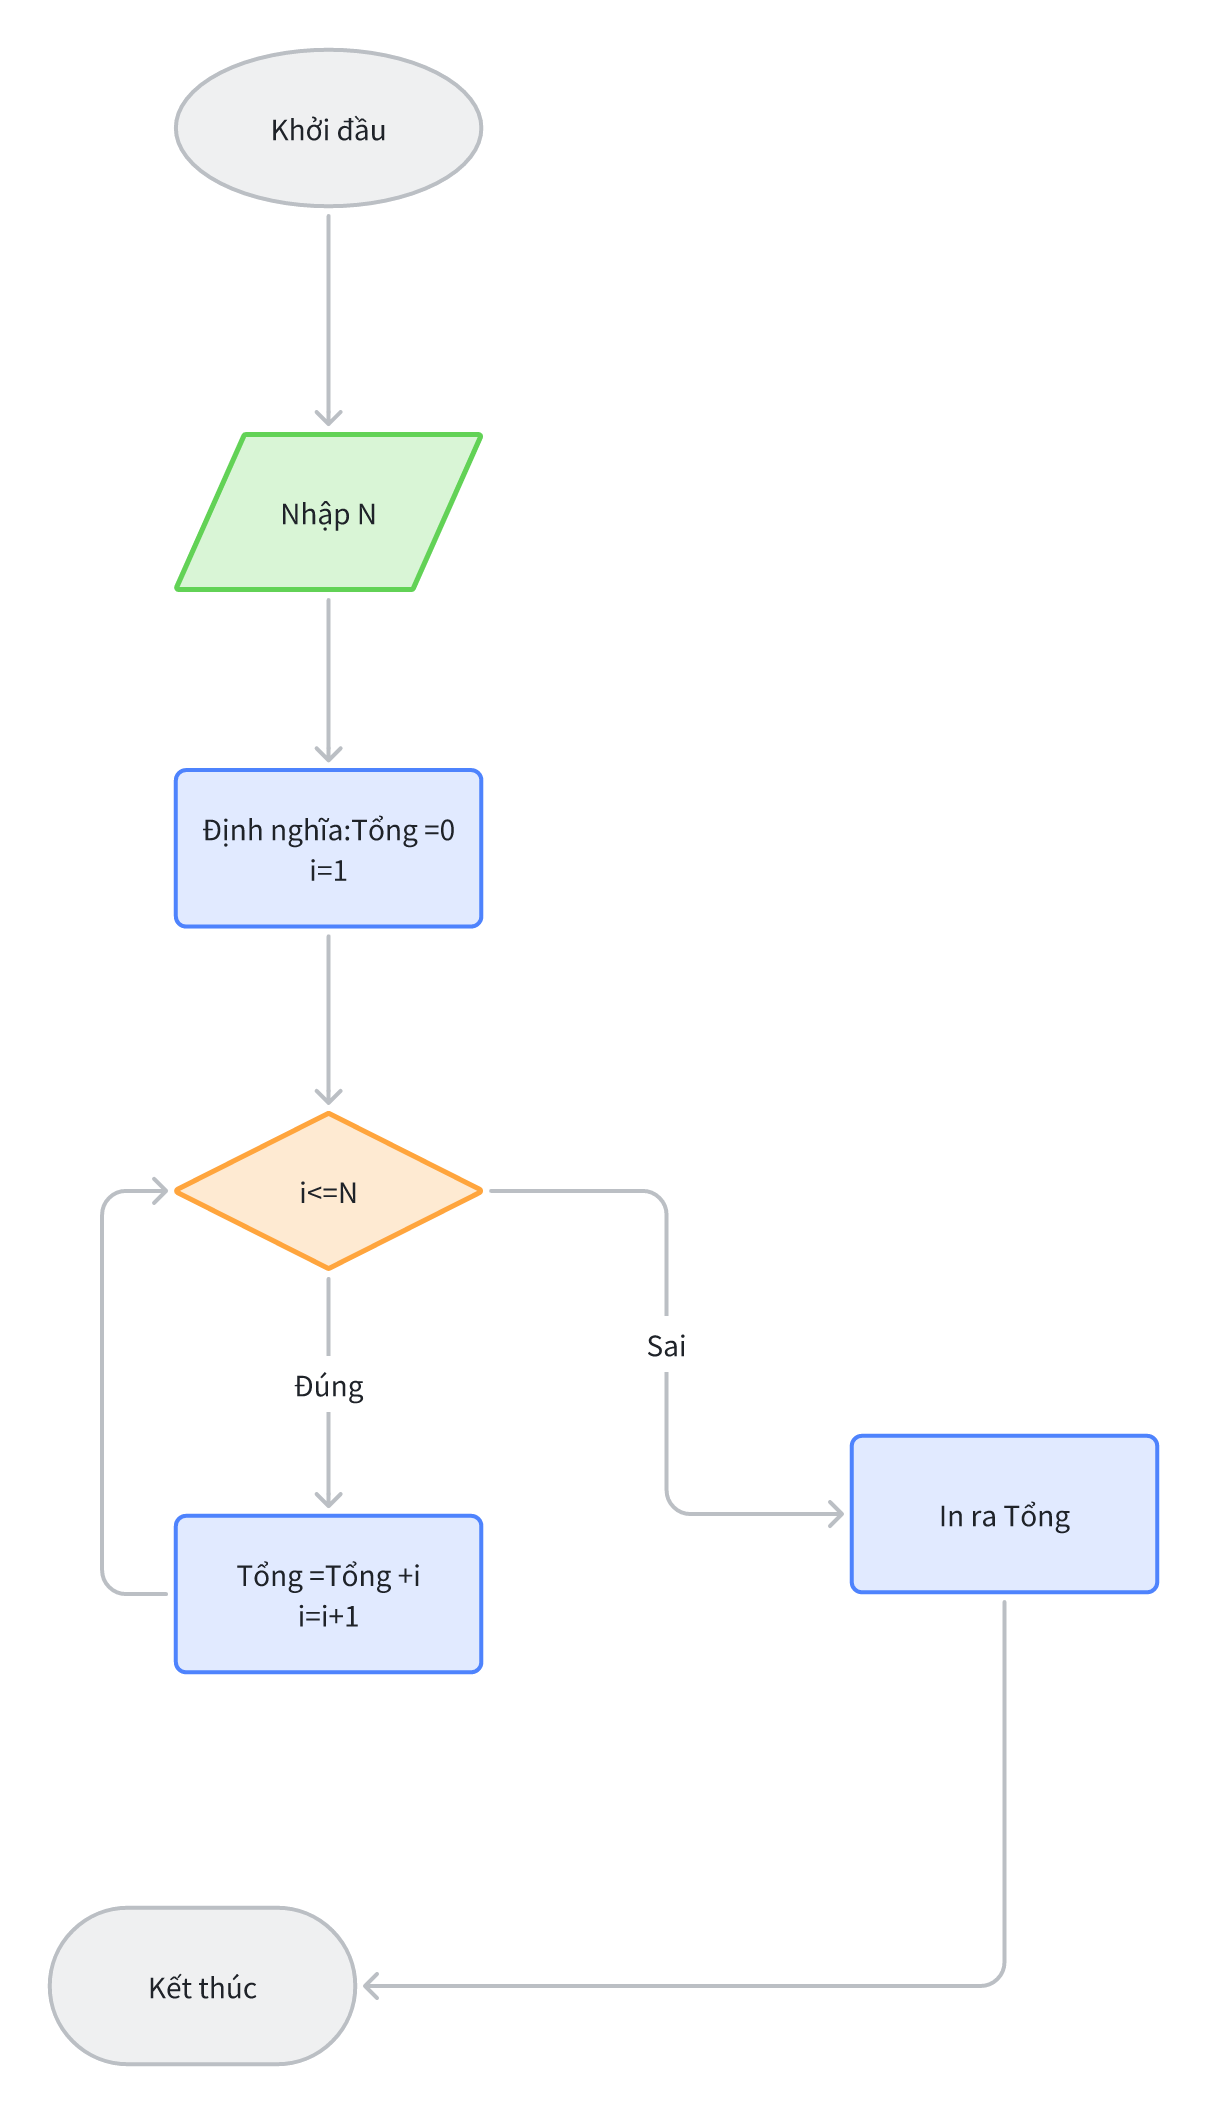 Khởi đầu
Nhập N
Định nghĩa:Tổng =0
i=1
i<=N
Đúng
Sai
Tổng =Tổng +i
i=i+1
In ra Tổng
Kết thúc